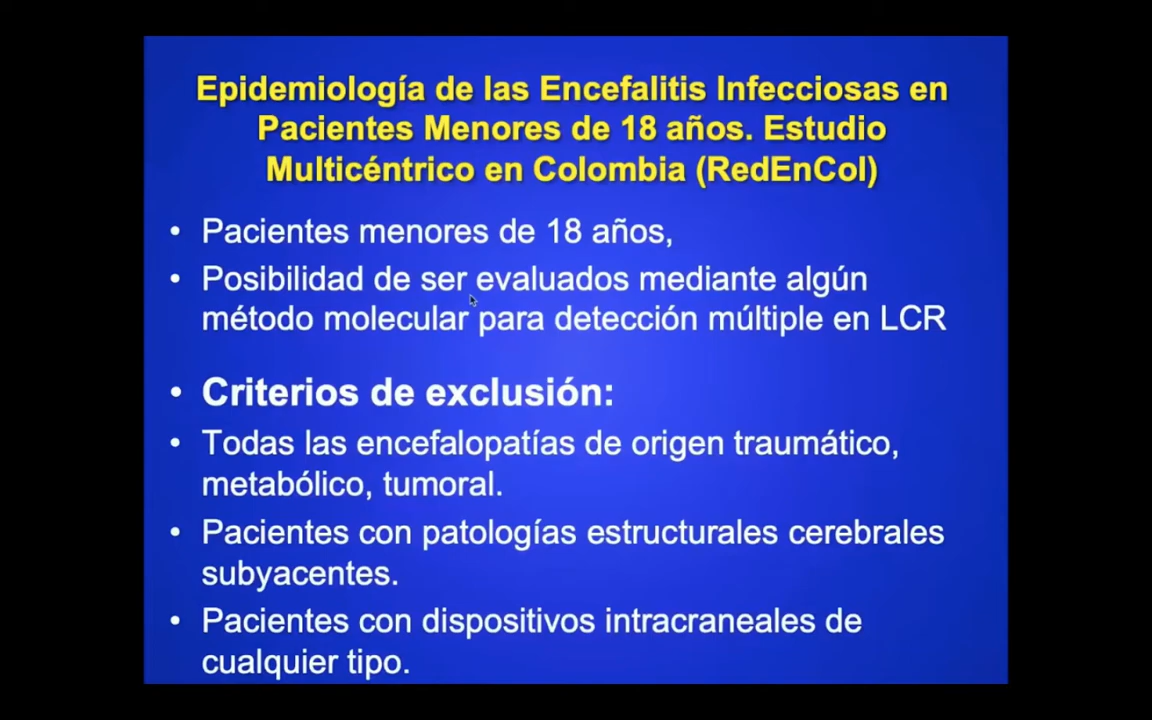 Epidemiología de las Encefalitis Infecciosas en
Pacientes Menores de 18 años. Estudio
Multicéntrico en Colombia (RedEnCol)
• Pacientes menores de 18 años,
• Posibilidad de ser evaluados mediante algún
método molecular para detección múltiple en LCR
• Criterios de exclusión:
• Todas las encefalopatías de origen traumático,
metabólico, tumoral.
• Pacientes con patologías estructurales cerebrales
subyacentes.
• Pacientes con dispositivos intracraneales de
cualquier tipo.